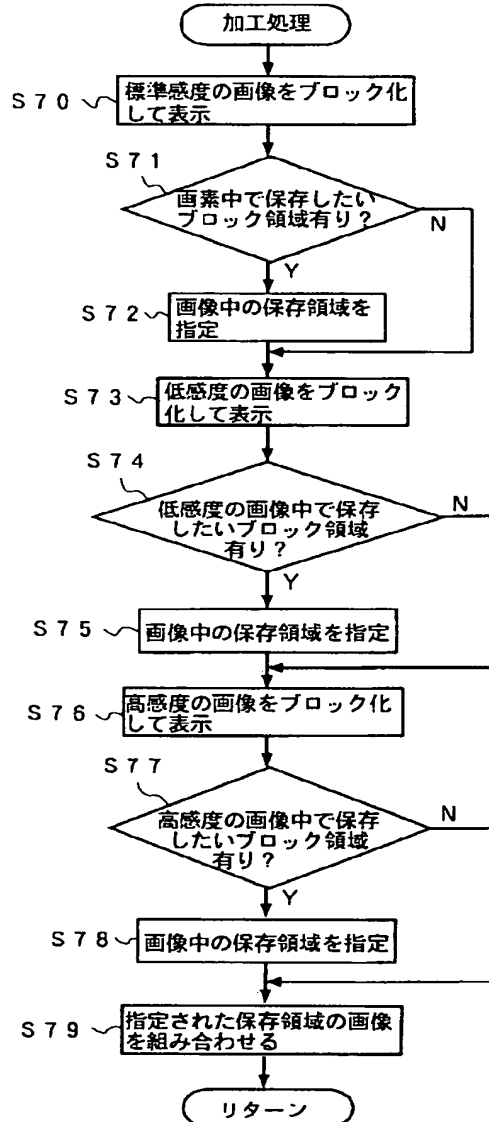 加工処理
S70
標準感度の画像をブロック化
して表示
S71
画素中で保存したい
ブロック領域有り？
N
Y
S72
画像中の保存領域を
指定
S73
低感度の画像をブロック
化して表示
S74
低感度の画像中で保存
したいブロック領域
有り？
N
Y
S75
画像中の保存領域を指定
S76
高感度の画像をブロック化
して表示
S77
高感度の画像中で保存
したいブロック領域
有り？
N
Y
S78
画像中の保存領域を指定
S79
指定された保存領域の画像
を組み合わせる
リターン